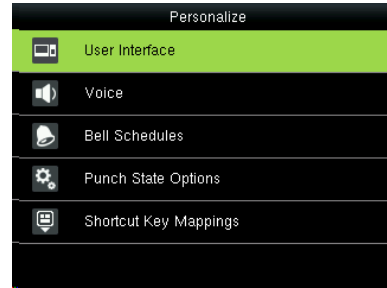 Personalize
User Interface
Voice
Bell Schedules
Punch State Options
Shortcut Key Mappings